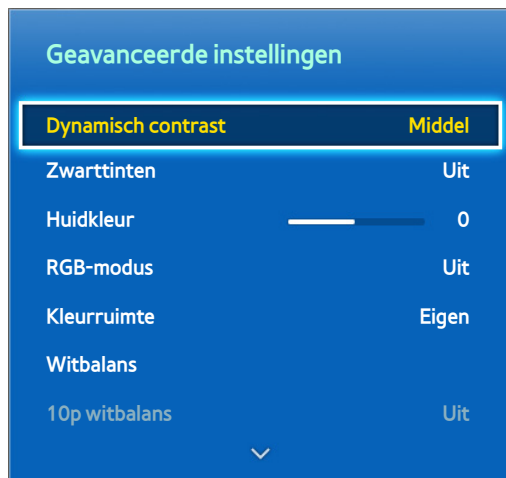 Geavanceerde instellingen
Dynamisch contrast Middel
Zwarttinten Uit
Huidkleur 0
RGB-modus Uit
Kleurruimte Eigen
Witbalans
10p witbalans Uit